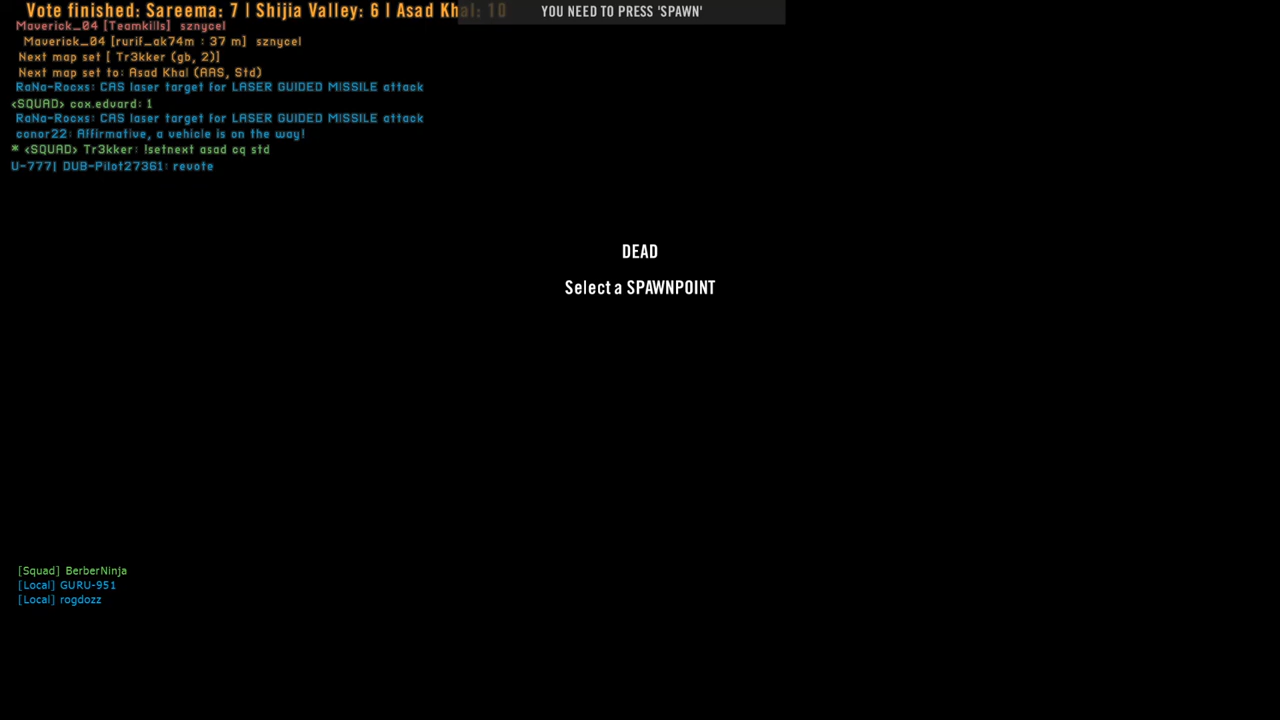 Vote finished: Sareema: 7 | Shijia Valley: 6 | Asad Khal: 10
YOU NEED TO PRESS 'SPAWN'
Maverick_04 [Teamkills] sznycel
Maverick_04 [rurif_ak74m : 37 m] sznycel
Next map set [ Tr3kker (gb, 2)]
Next map set to: Asad Khal (AAS, Std)
RaNa-Rocxs: CAS laser target for LASER GUIDED MISSILE attack
<SQUAD> cox.edvard: 1
RaNa-Rocxs: CAS laser target for LASER GUIDED MISSILE attack
conor22: Affirmative, a vehicle is on the way!
* <SQUAD> Tr3kker: !setnext asad cq std
U-777| DUB-Pilot27361: revote
DEAD
Select a SPAWNPOINT
[Squad] BerberNinja
[Local] GURU-951
[Local] rogdozz